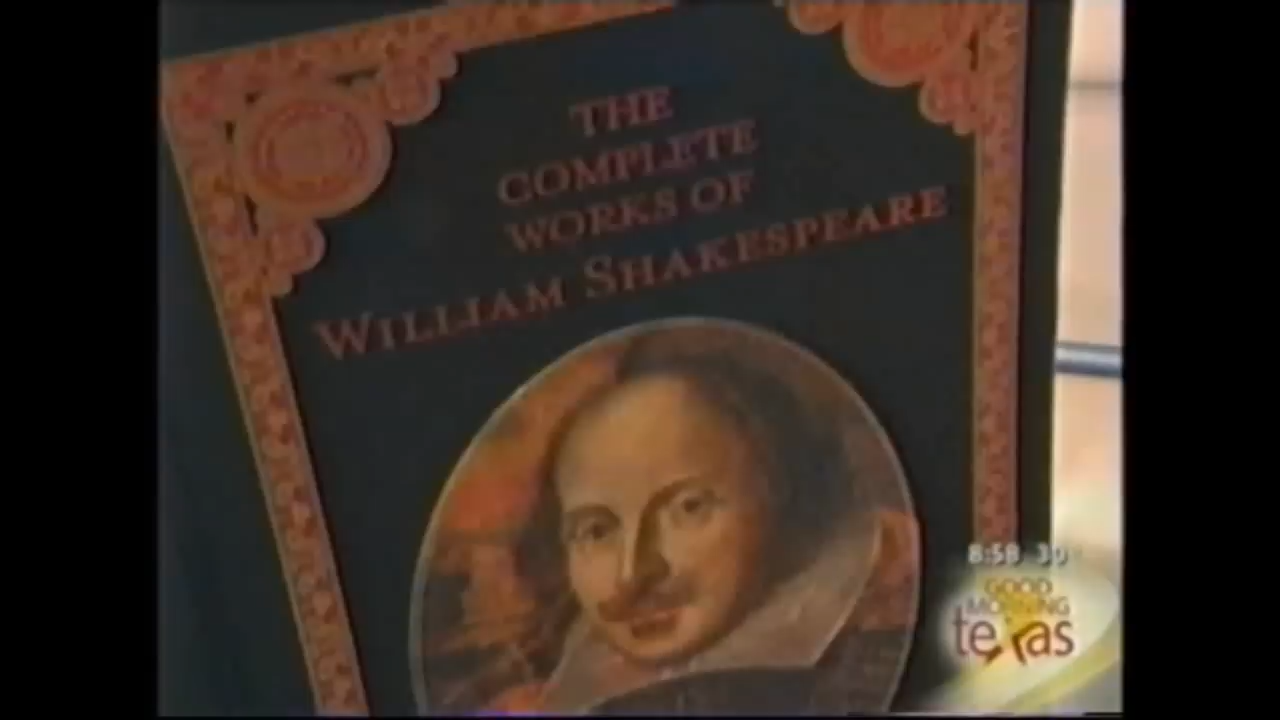 THE
COMPLETE
WORKS OF
WILLIAM SHAKESPEARE
8:58 30
GOOD
MORNING
texas